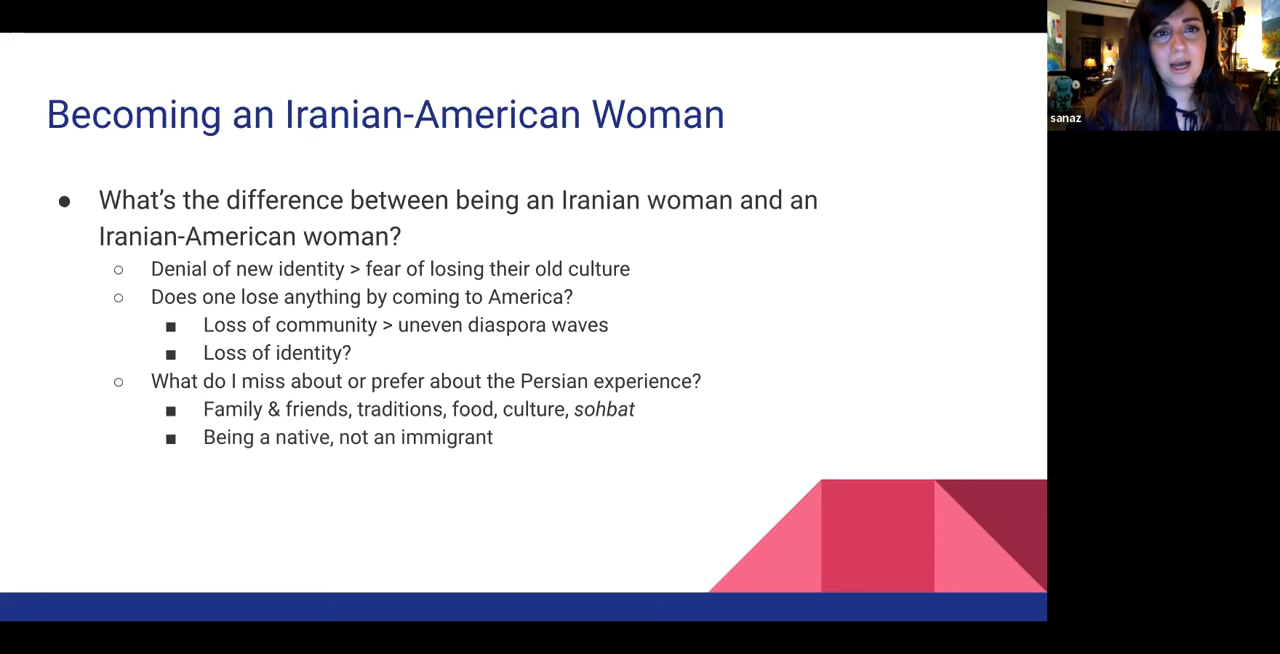 Becoming an Iranian-American Woman
● What’s the difference between being an Iranian woman and an
Iranian-American woman?
○ Denial of new identity > fear of losing their old culture
○ Does one lose anything by coming to America?
■ Loss of community > uneven diaspora waves
■ Loss of identity?
○ What do I miss about or prefer about the Persian experience?
■ Family & friends, traditions, food, culture, sohbat
■ Being a native, not an immigrant
sanaz